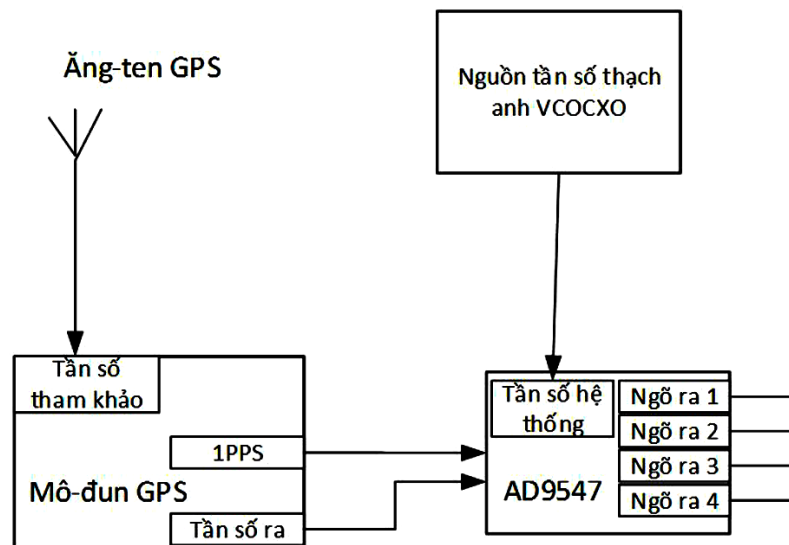 Ăng-ten GPS
Nguồn tần số thạch
anh VCOCXO
Tần số
tham khảo
1PPS
Mô-đun GPS
Tần số ra
Tần số hệ
thống
Ngõ ra 1
Ngõ ra 2
Ngõ ra 3
Ngõ ra 4
AD9547